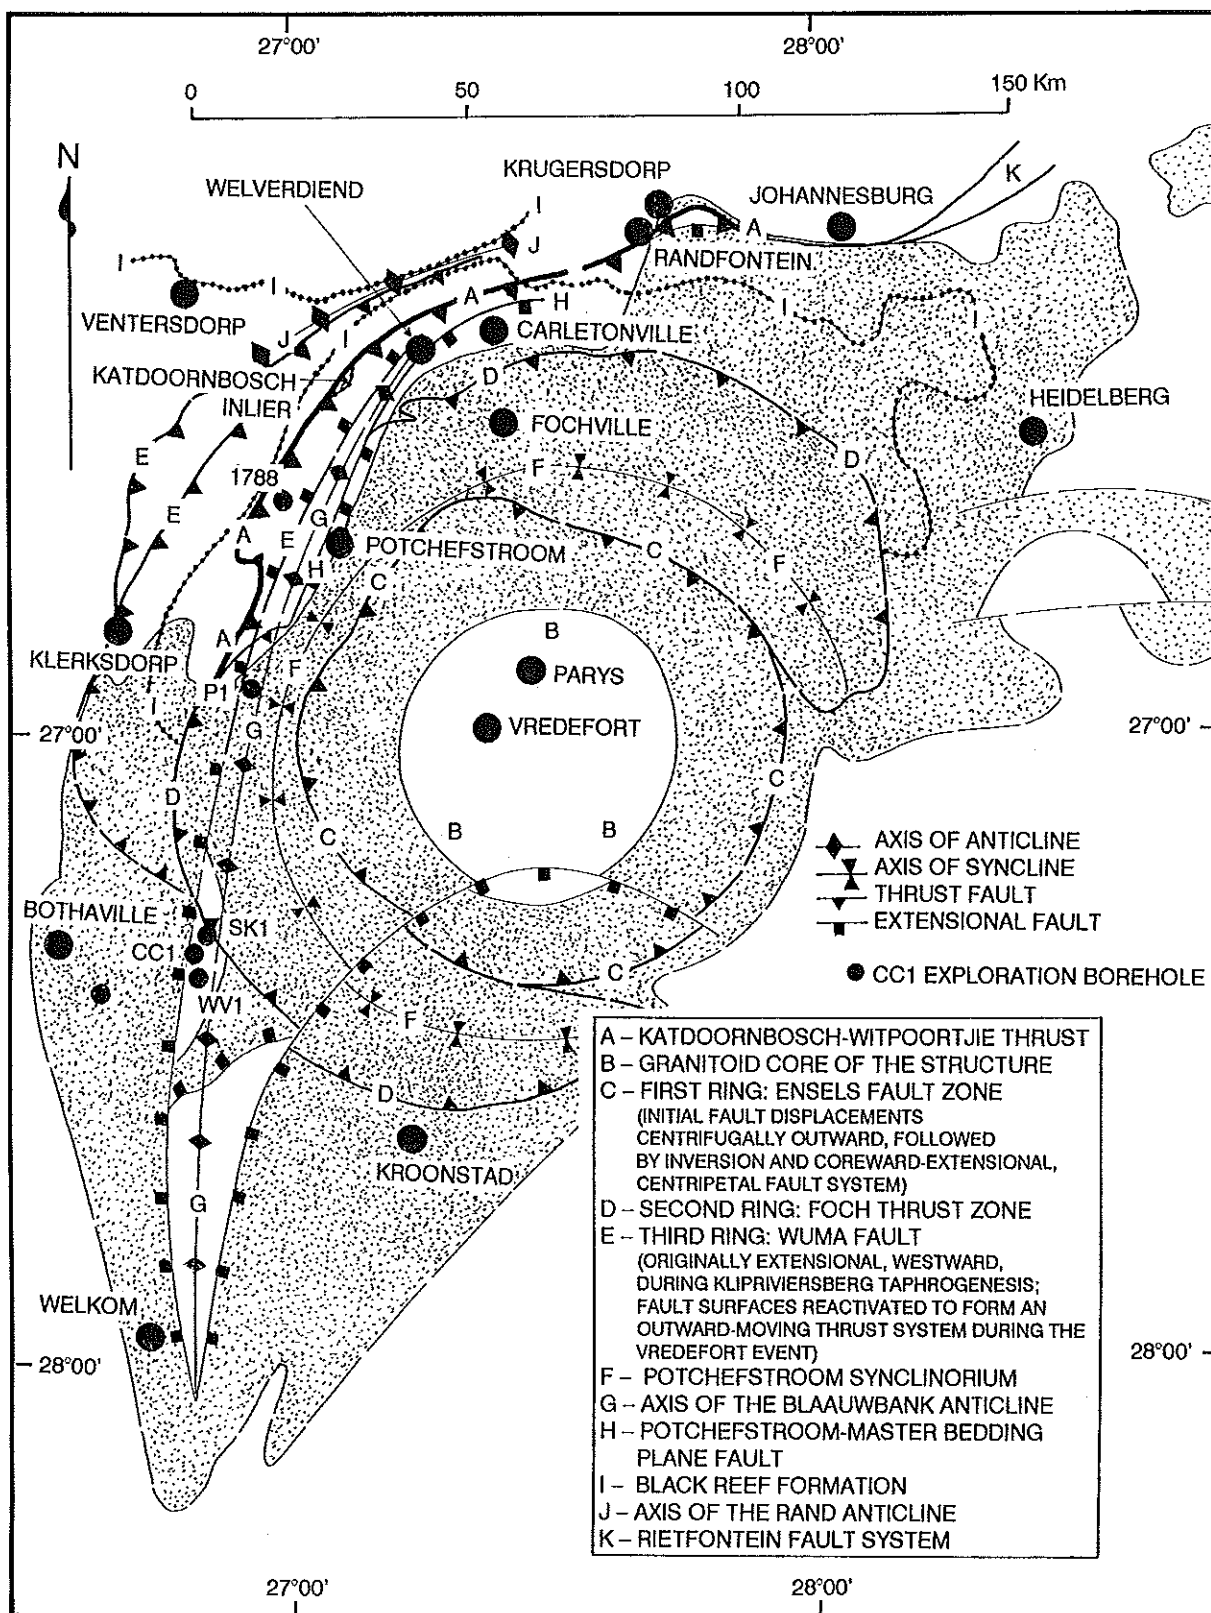 27°00'
28°00'
0
50
100
150 Km
N
WELVERDIEND
KRUGERSDORP
JOHANNESBURG
K
I
J
A
I
I
RANDFONTEIN
VENTERSDORP
A
H
I
J
I
CARLETONVILLE
I
KATDOORNBOSCH
INLIER
D
HEIDELBERG
FOCHVILLE
E
1788
F
D
E
G
A
E
POTCHEFSTROOM
C
H
C
F
B
A
KLERKSDORP
F
PARYS
P1
I
27°00'
G
VREDEFORT
27°00'
D
C
C
B
B
AXIS OF ANTICLINE
AXIS OF SYNCLINE
THRUST FAULT
EXTENSIONAL FAULT
BOTHAVILLE
SK1
CC1
C
CC1 EXPLORATION BOREHOLE
WV1
F
D
KROONSTAD
G
WELKOM
28°00'
28°00'
A – KATDOORNBOSCH-WITPOORTJIE THRUST
B – GRANITOID CORE OF THE STRUCTURE
C – FIRST RING: ENSELS FAULT ZONE
(INITIAL FAULT DISPLACEMENTS
CENTRIFUGALLY OUTWARD, FOLLOWED
BY INVERSION AND COREWARD-EXTENSIONAL,
CENTRIPETAL FAULT SYSTEM)
D – SECOND RING: FOCH THRUST ZONE
E – THIRD RING: WUMA FAULT
(ORIGINALLY EXTENSIONAL, WESTWARD,
DURING KLIPRIVIERSBERG TAPHROGENESIS;
FAULT SURFACES REACTIVATED TO FORM AN
OUTWARD-MOVING THRUST SYSTEM DURING THE
VREDEFORT EVENT)
F – POTCHEFSTROOM SYNCLINORIUM
G – AXIS OF THE BLAAUWBANK ANTICLINE
H – POTCHEFSTROOM-MASTER BEDDING
PLANE FAULT
I – BLACK REEF FORMATION
J – AXIS OF THE RAND ANTICLINE
K – RIETFONTEIN FAULT SYSTEM
27°00'
28°00'